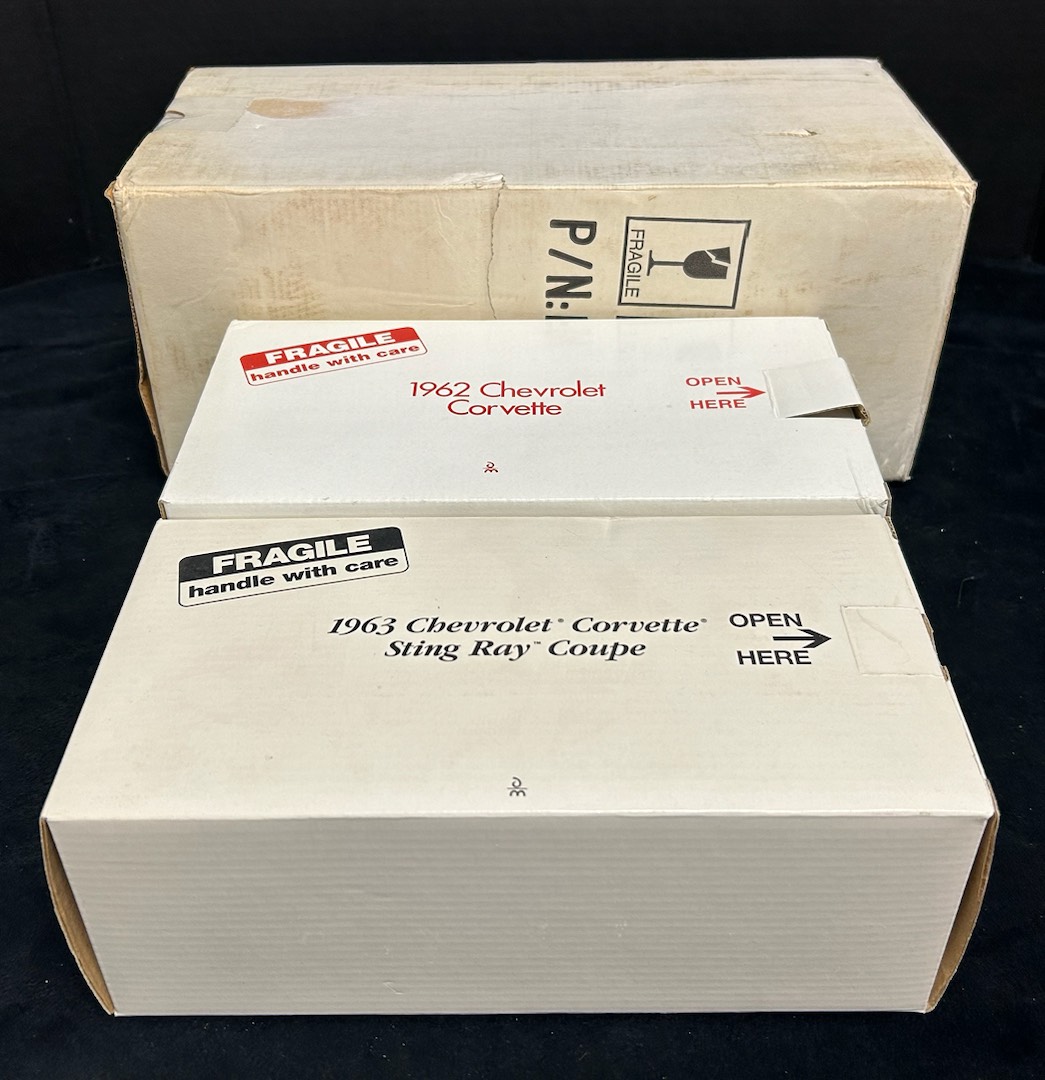 FRAGILE
P/N:
FRAGILE
handle with care
1962 Chevrolet
Corvette
OPEN
HERE
FRAGILE
handle with care
1963 Chevrolet® Corvette®
Sting Ray™ Coupe
OPEN
HERE